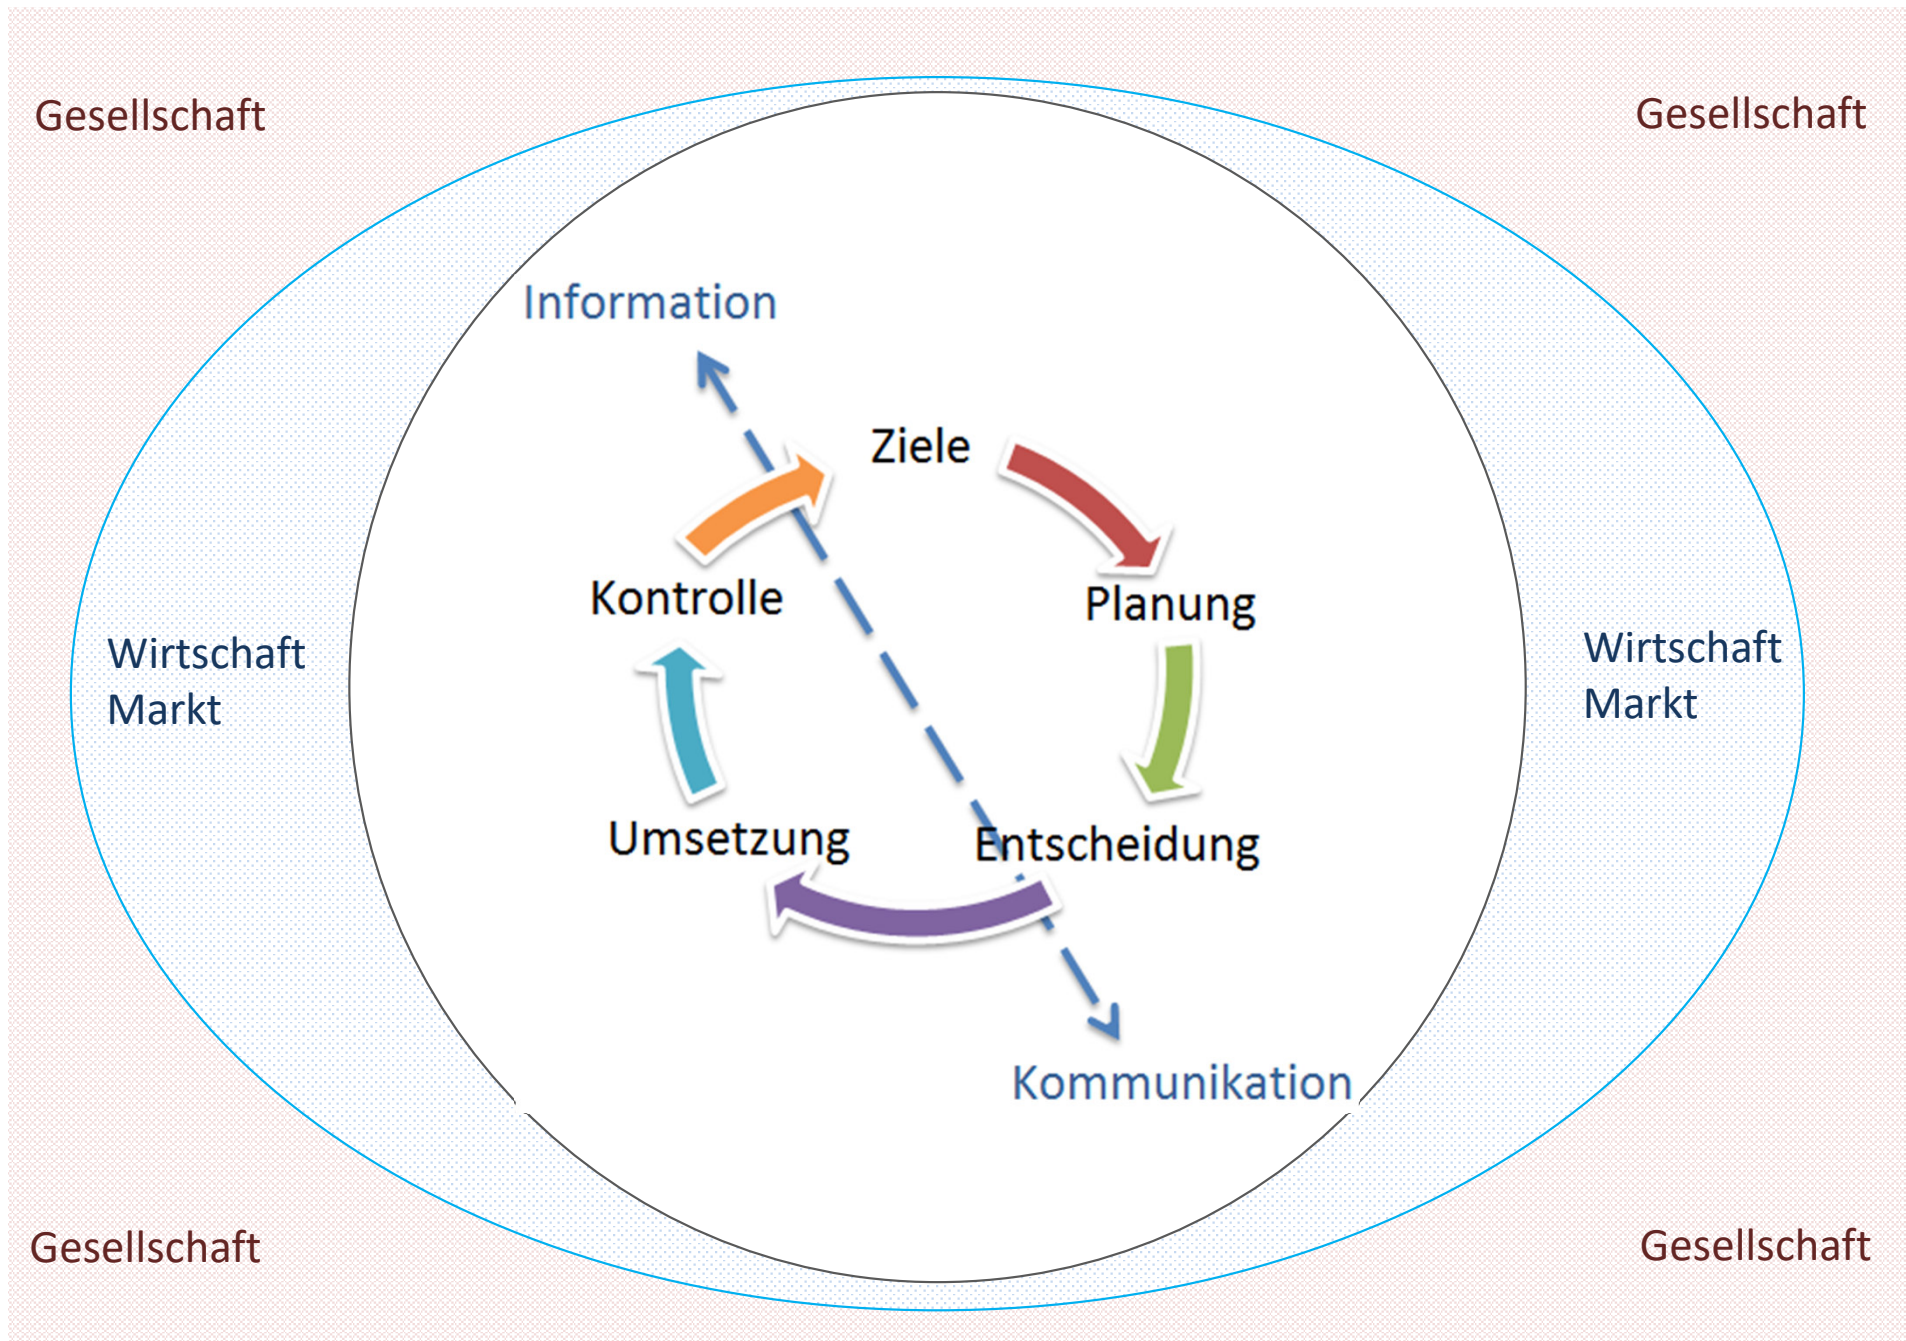 Gesellschaft
Gesellschaft
Information
Ziele
Kontrolle
Planung
Wirtschaft
Markt
Wirtschaft
Markt
Umsetzung
Entscheidung
Kommunikation
Gesellschaft
Gesellschaft